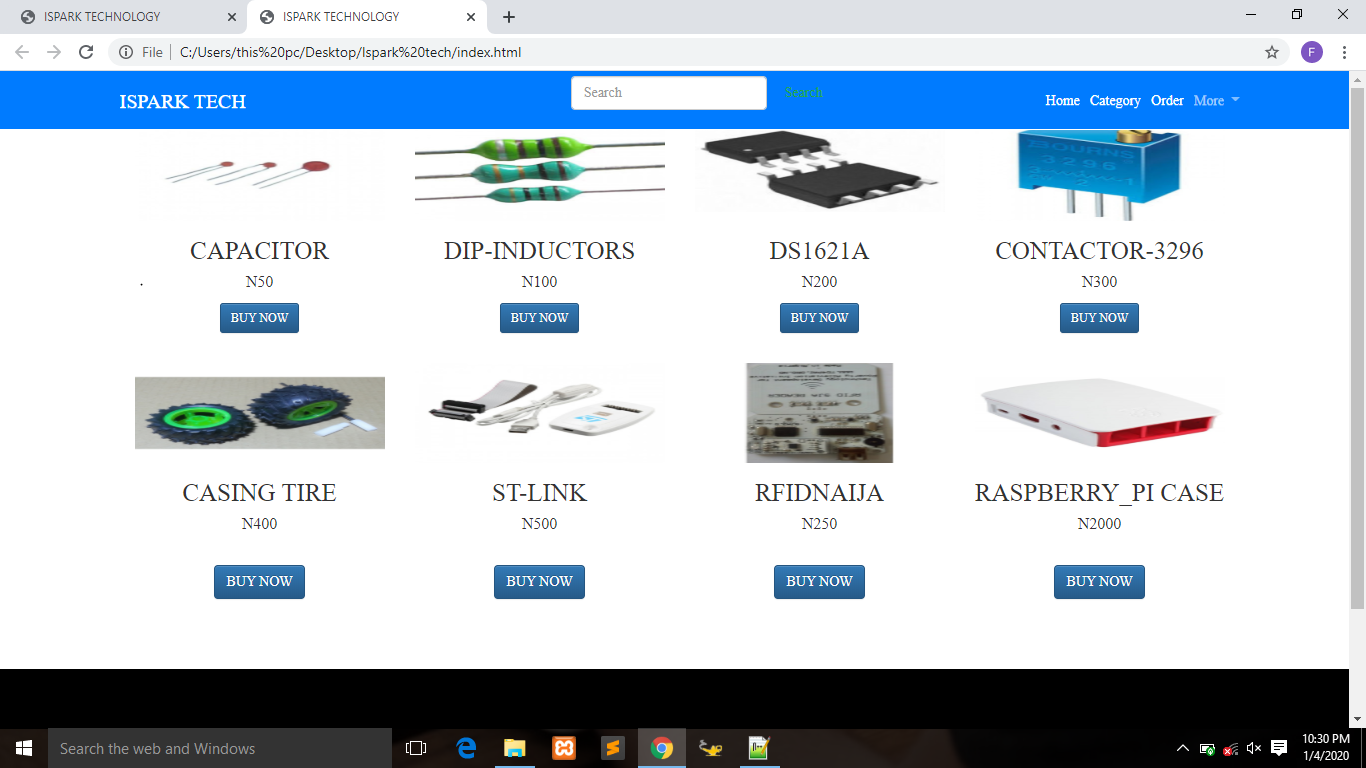 ISPARK TECHNOLOGY
ISPARK TECHNOLOGY
File C:/Users/this%20pc/Desktop/Ispark%20tech/index.html
F
ISPARK TECH
Search
Search
Home Category Order More
BOURNS
3296
CAPACITOR DIP-INDUCTORS DS1621A CONTACTOR-3296
. N50 N100 N200 N300
BUY NOW BUY NOW BUY NOW BUY NOW
CASING TIRE ST-LINK RFIDNAIJA RASPBERRY_PI CASE
N400 N500 N250 N2000
BUY NOW BUY NOW BUY NOW BUY NOW
Search the web and Windows
10:30 PM
1/4/2020